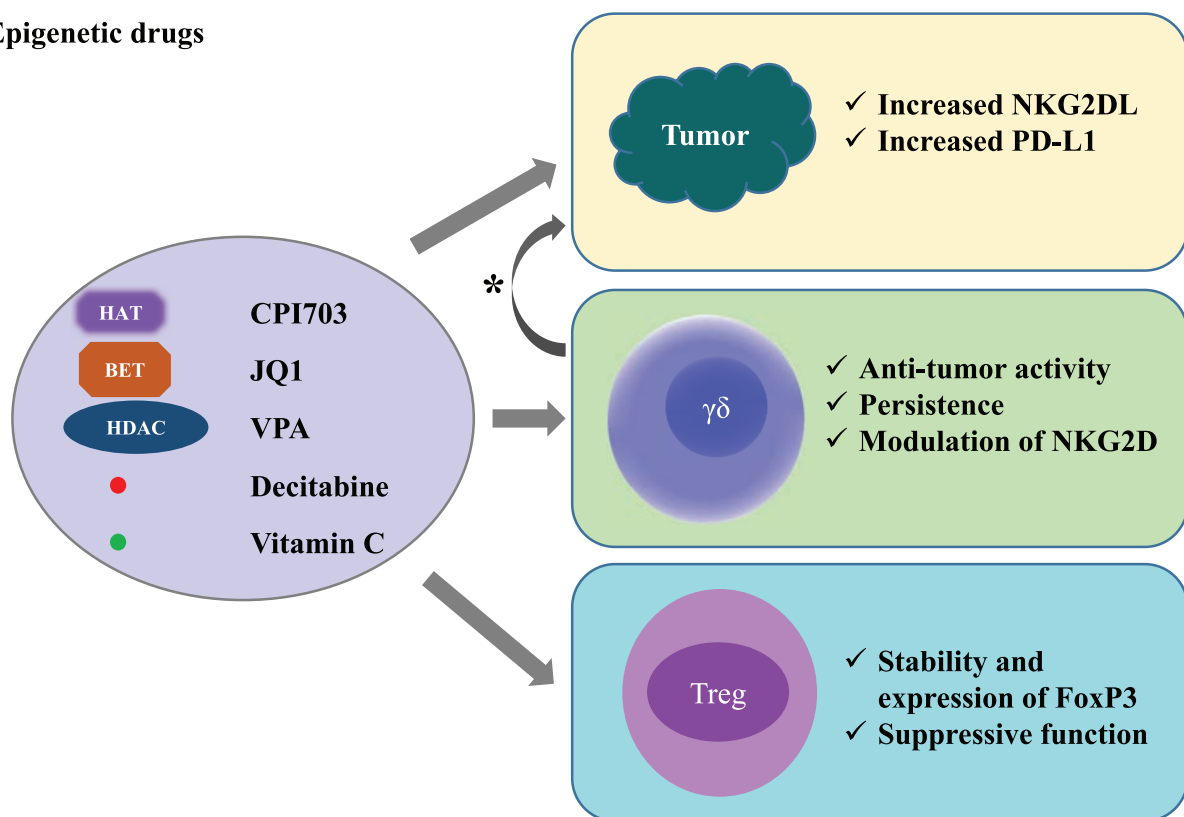 Epigenetic drugs
HAT CPI703
BET JQ1
HDAC VPA
Decitabine
Vitamin C
*
Tumor
✓ Increased NKG2DL
✓ Increased PD-L1
γδ
✓ Anti-tumor activity
✓ Persistence
✓ Modulation of NKG2D
Treg
✓ Stability and
expression of FoxP3
✓ Suppressive function